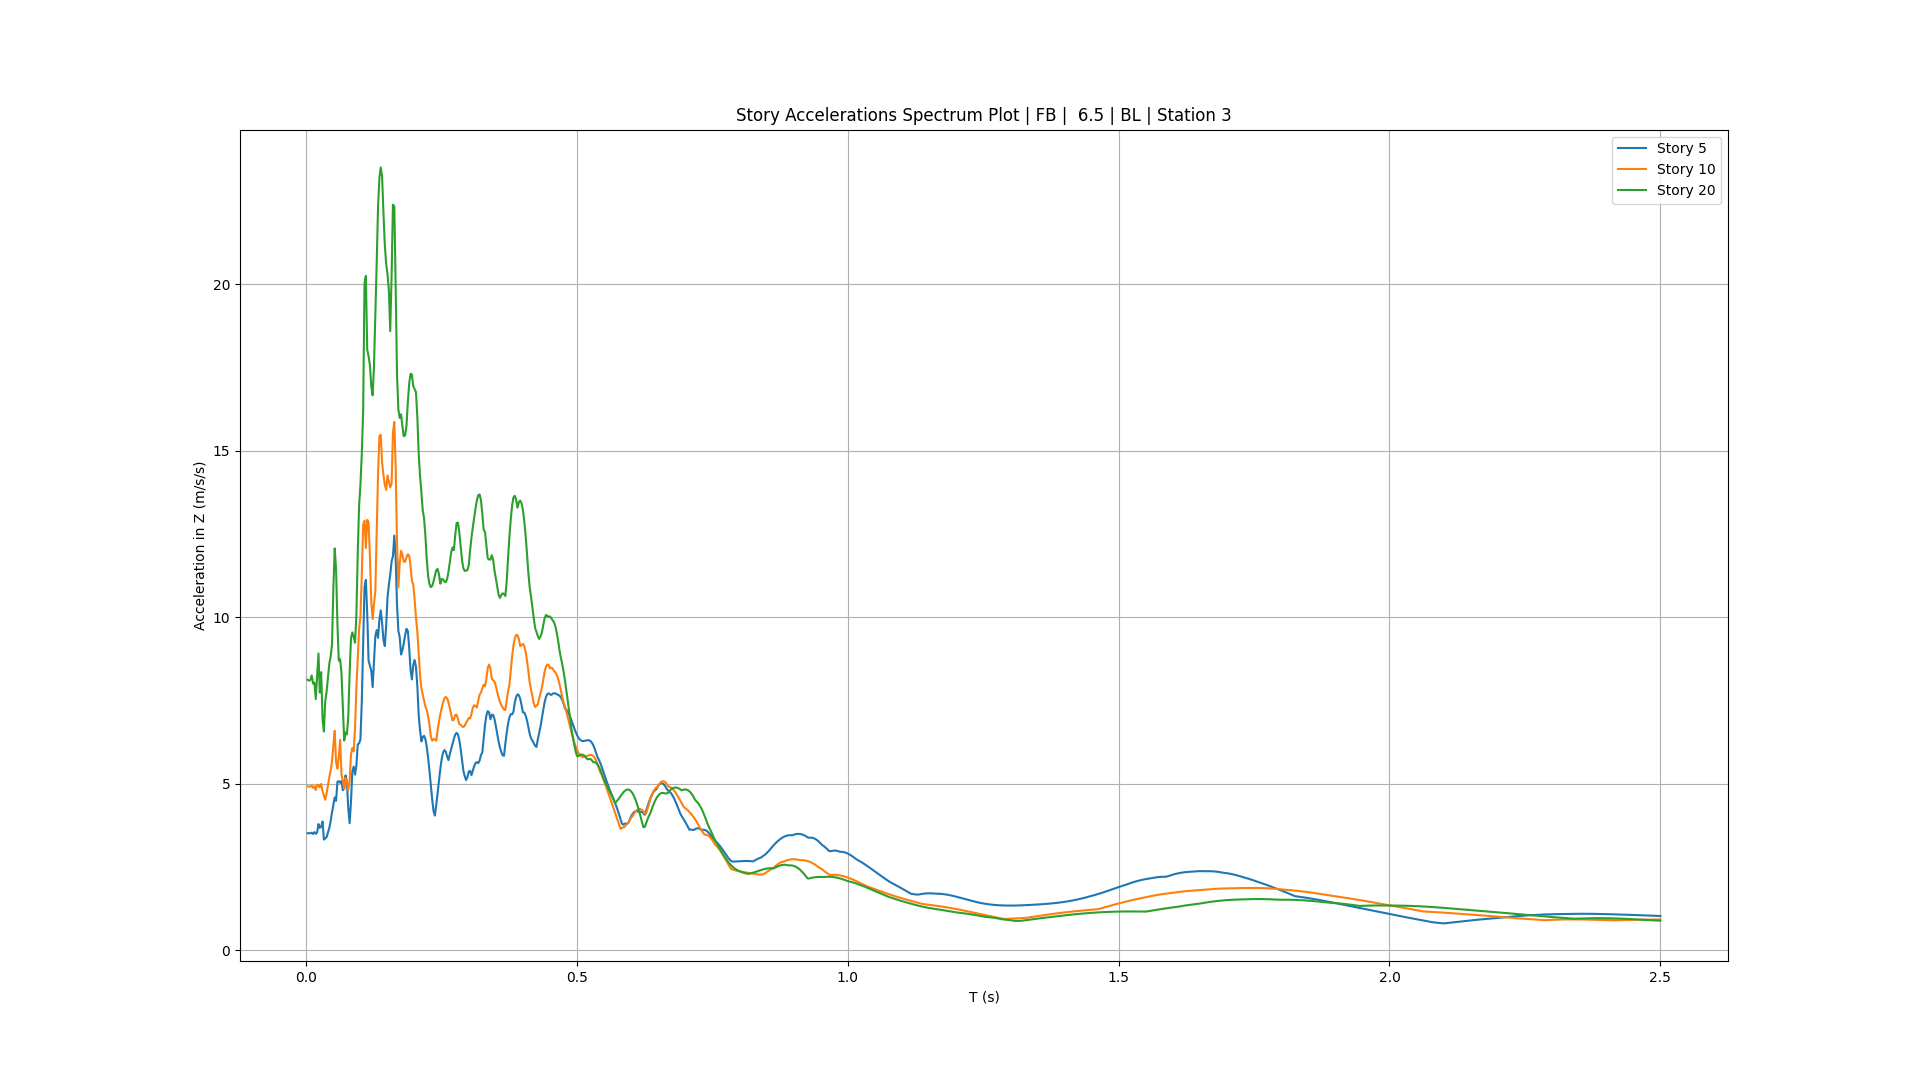 Story Accelerations Spectrum Plot | FB |  6.5 | BL | Station 3
Story 5
Story 10
Story 20
Acceleration in Z (m/s/s)
20
15
10
5
0
0.0 0.5 1.0 1.5 2.0 2.5
T (s)